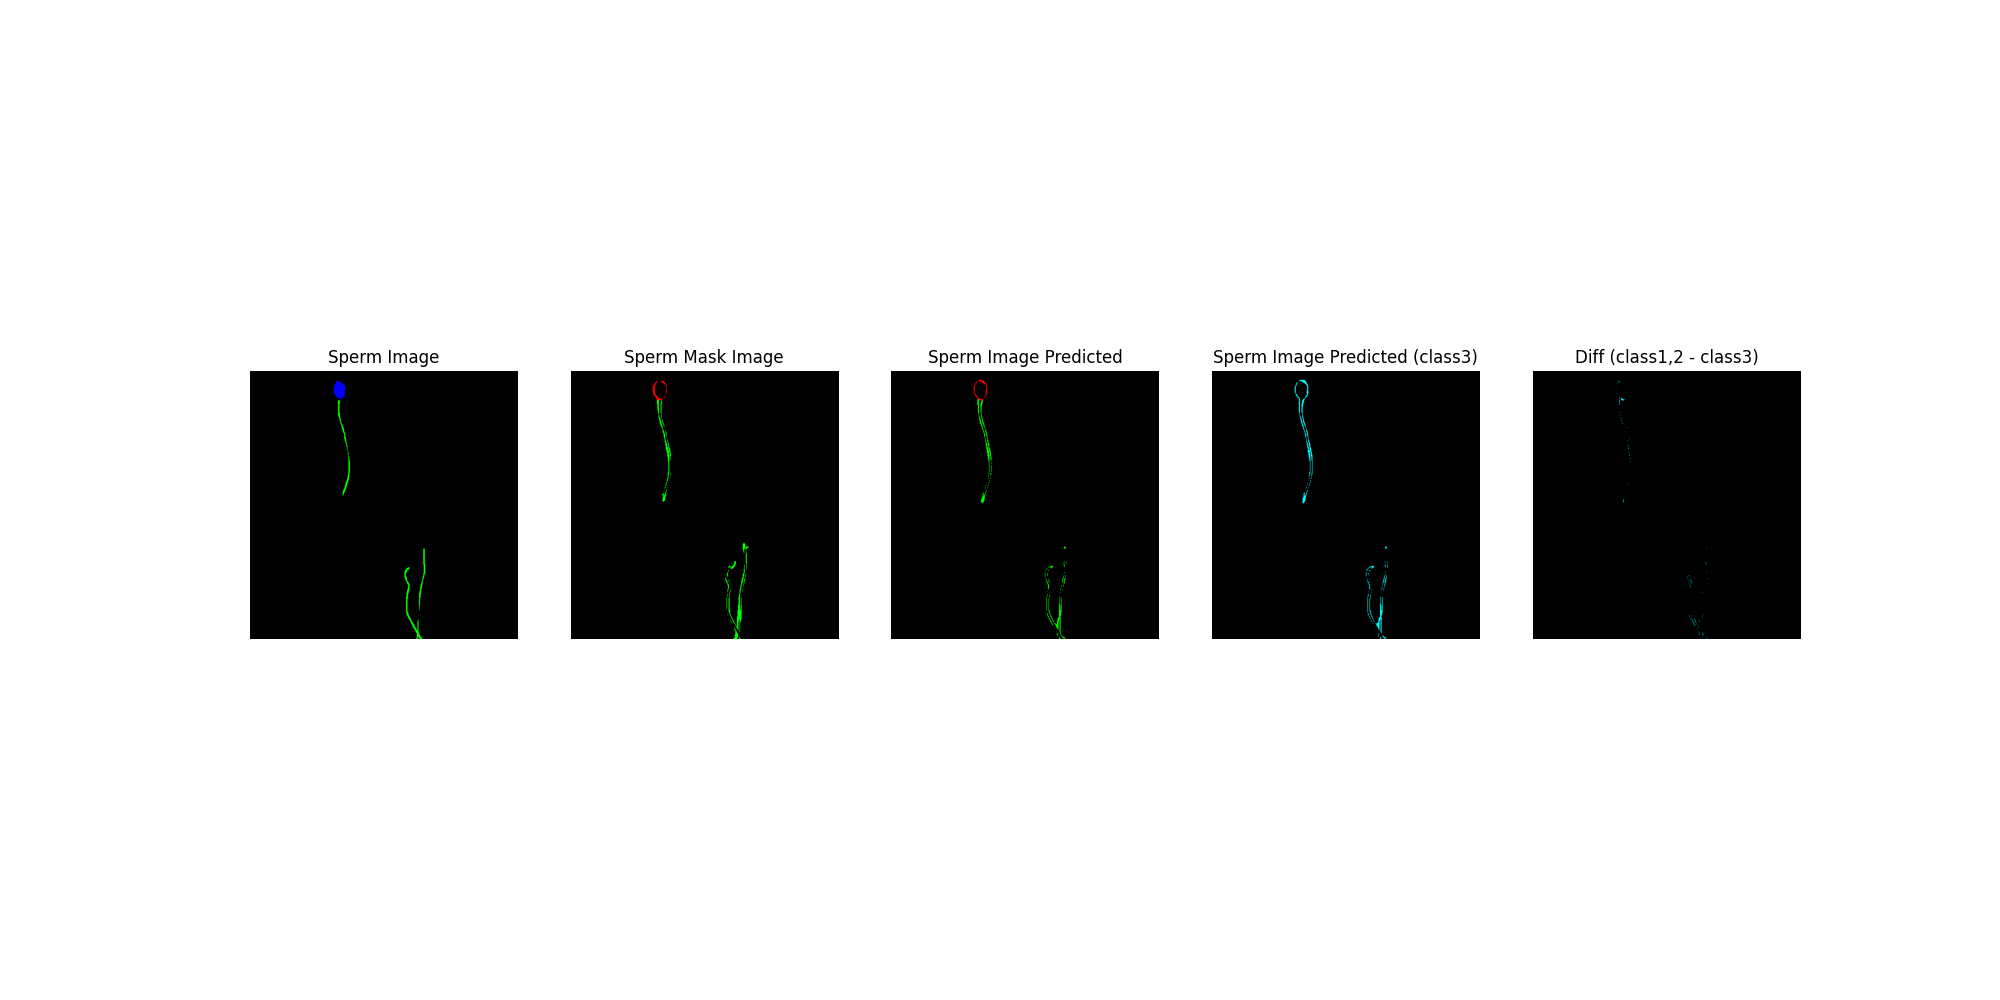 Sperm Image
Sperm Mask Image
Sperm Image Predicted
Sperm Image Predicted (class3)
Diff (class1,2 - class3)